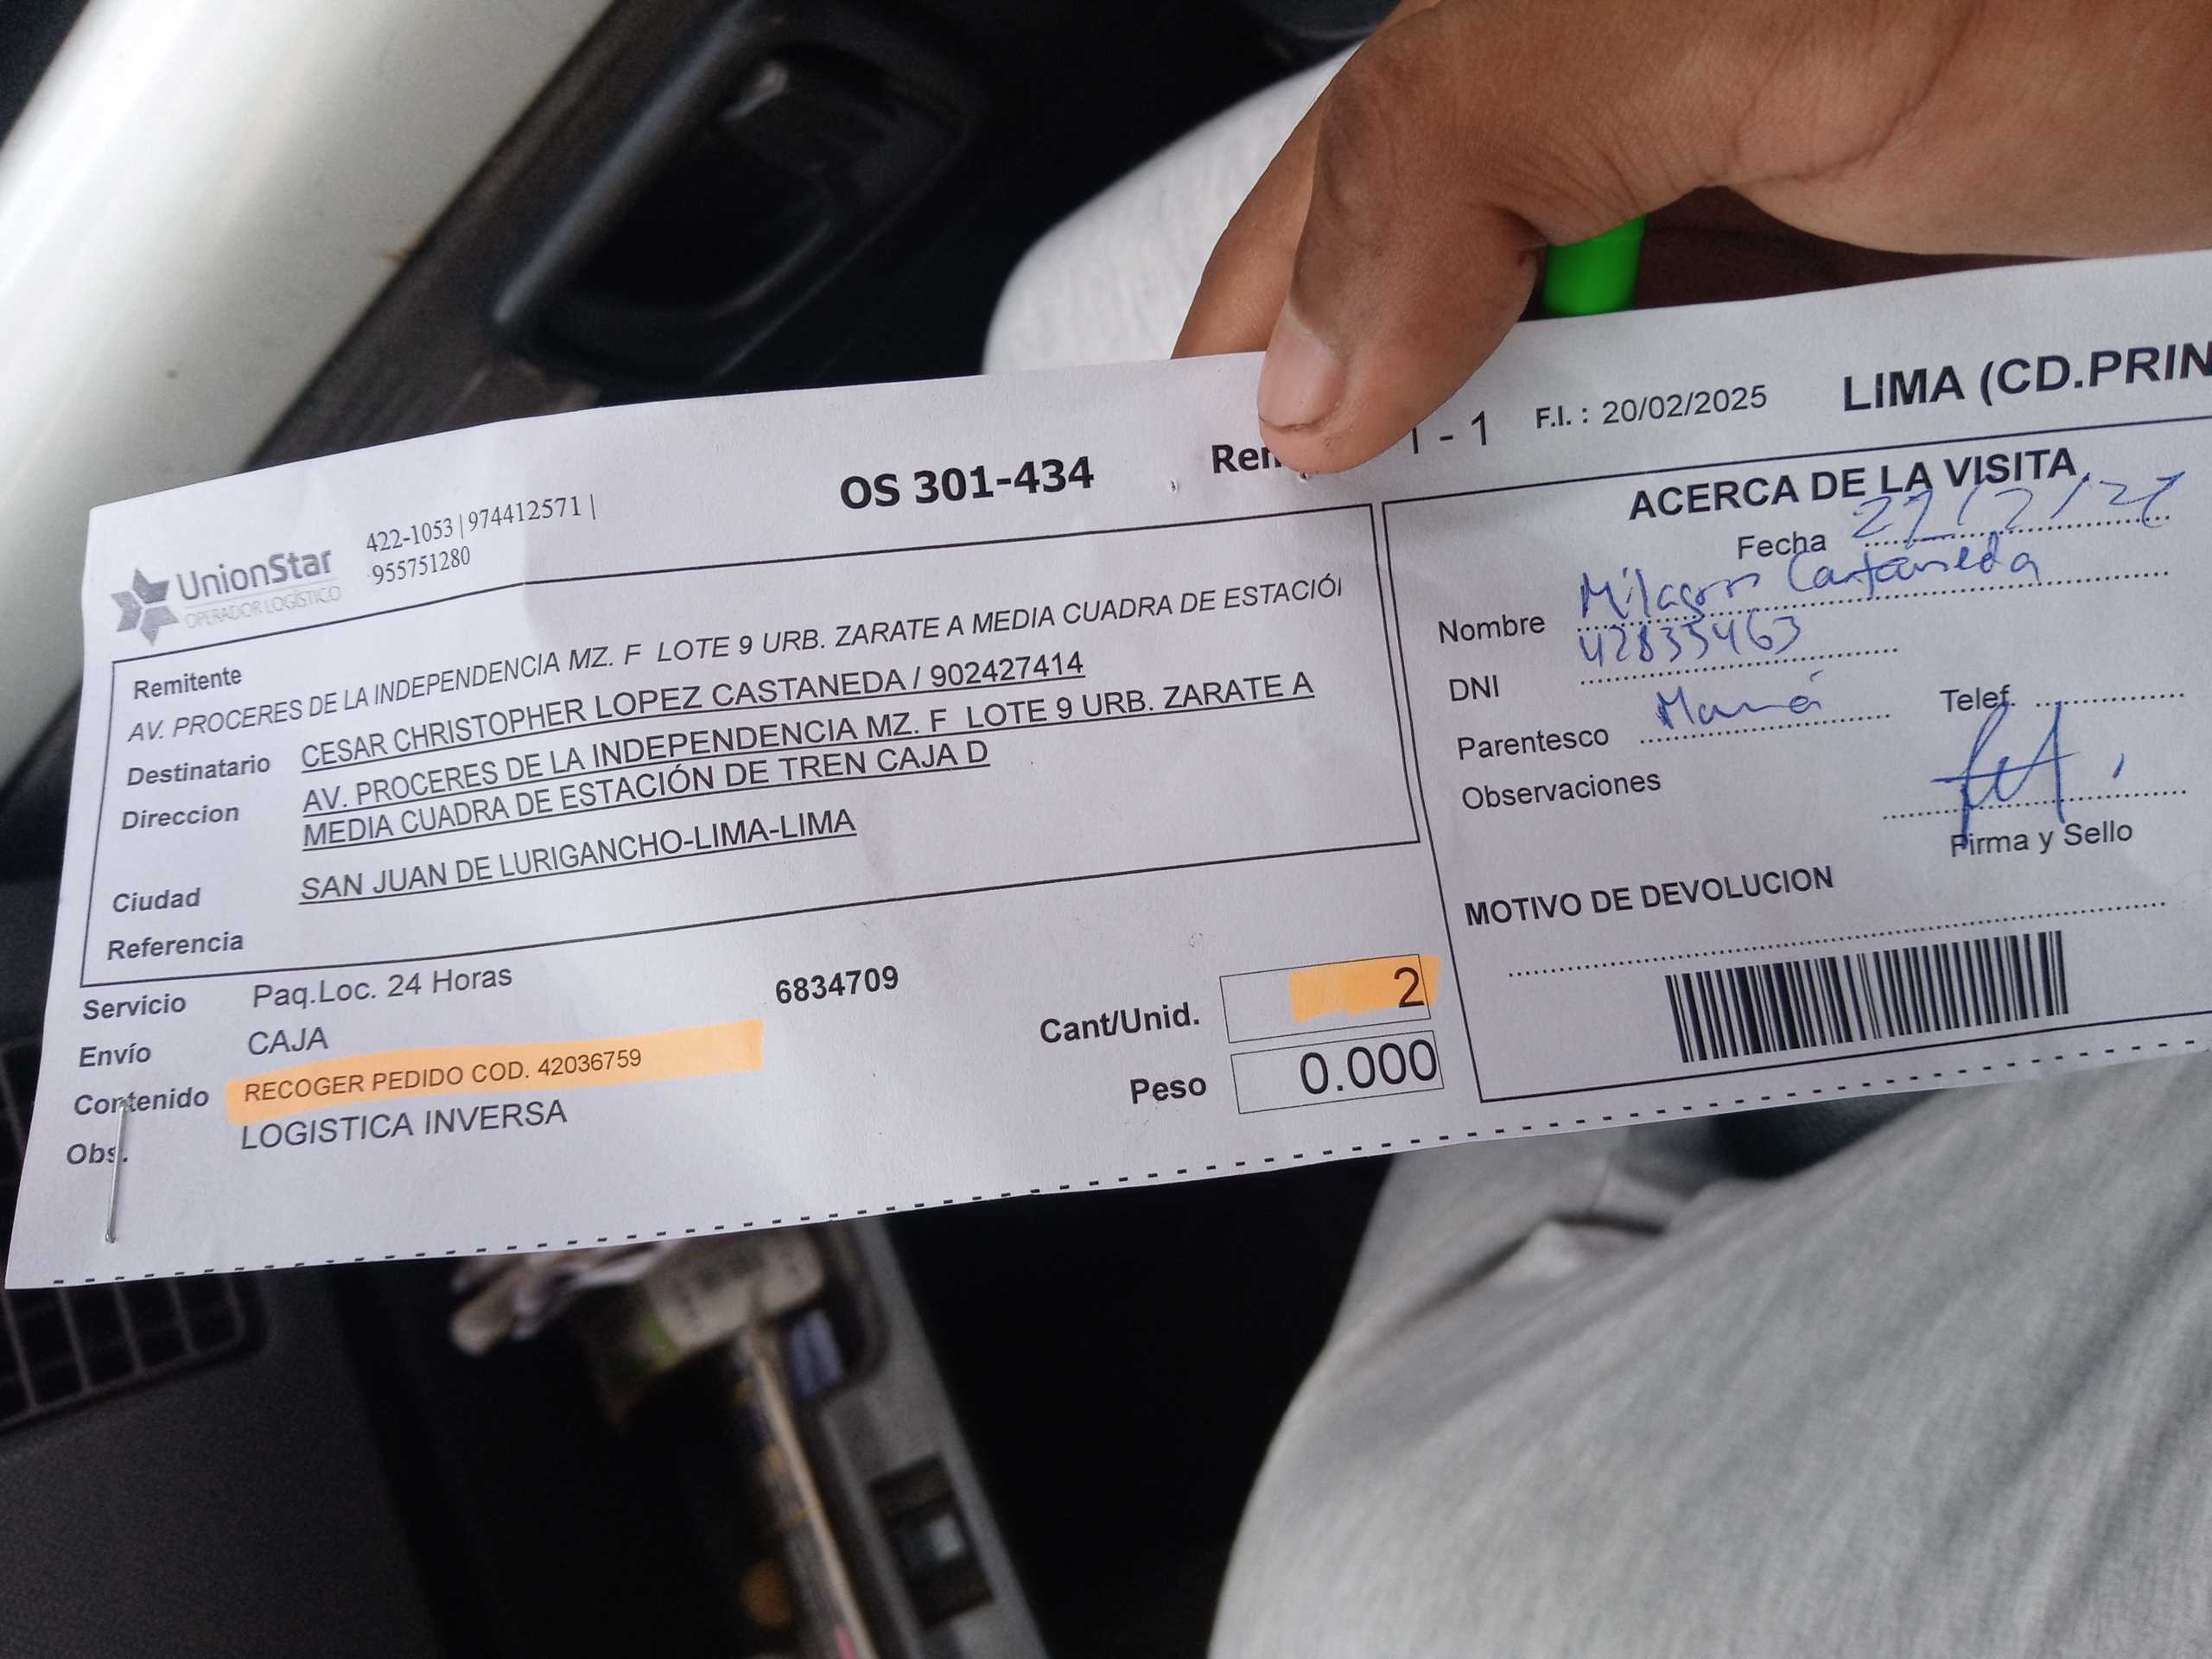 UnionStar
OPERADOR LOGÍSTICO
422-1053 | 974412571 |
955751280
OS 301-434
Rem
1 - 1
F.I. : 20/02/2025
LIMA (CD.PRIN
Remitente
AV. PROCERES DE LA INDEPENDENCIA MZ. F LOTE 9 URB. ZARATE A MEDIA CUADRA DE ESTACIÓ
Destinatario CESAR CHRISTOPHER LOPEZ CASTANEDA / 902427414
Direccion AV. PROCERES DE LA INDEPENDENCIA MZ. F LOTE 9 URB. ZARATE A
MEDIA CUADRA DE ESTACIÓN DE TREN CAJA D
Ciudad SAN JUAN DE LURIGANCHO-LIMA-LIMA
Referencia
Servicio Paq.Loc. 24 Horas 6834709
Envío CAJA
Contenido RECOGER PEDIDO COD. 42036759
Obs. LOGISTICA INVERSA
Cant/Unid. 2
Peso 0.000
ACERCA DE LA VISITA
Fecha
Nombre Milagros Castañeda
DNI 42835463
Parentesco Mamá Telef.
Observaciones
Firma y Sello
MOTIVO DE DEVOLUCION